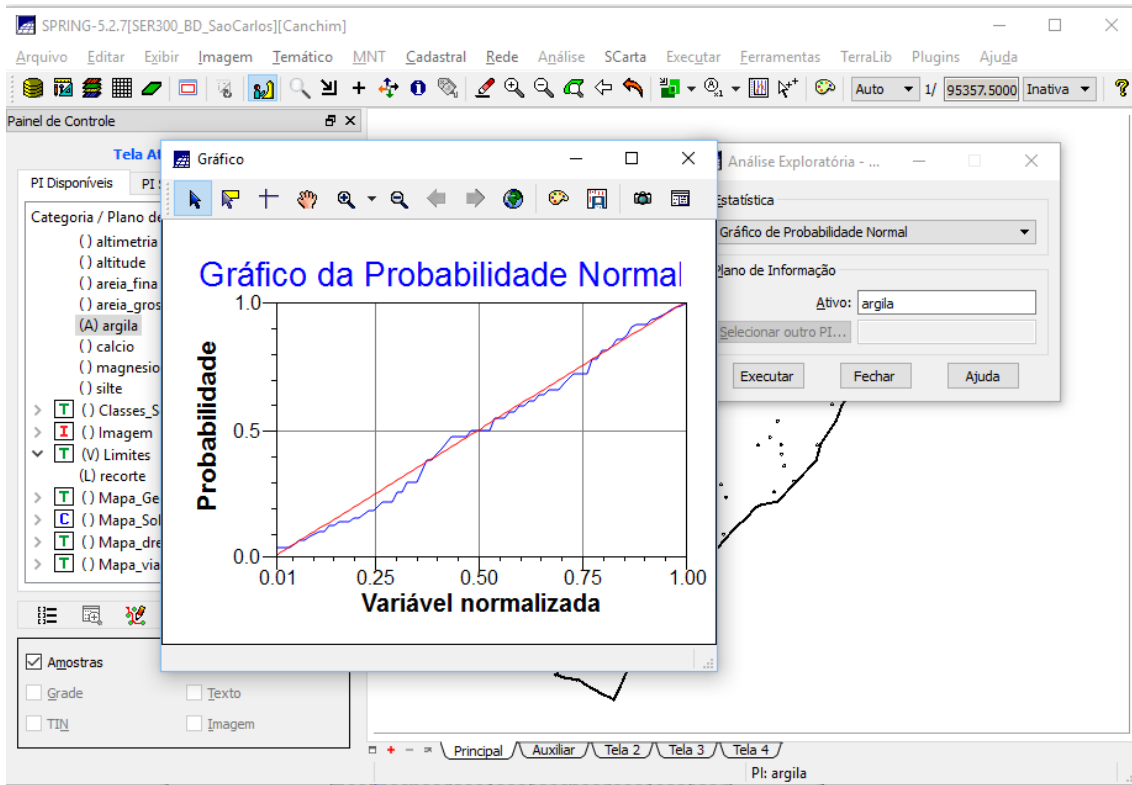 SPRING-5.2.7[SER300_BD_SaoCarlos][Canchim]
Arquivo Editar Exibir Imagem Temático MNT Cadastral Rede Análise SCarta Executar Ferramentas TerraLib Plugins Ajuda
Auto 1/ 95357.5000 Inativa
Painel de Controle
Tela At
PI Disponíveis PI
Categoria / Plano de
( ) altimetria
( ) altitude
( ) areia_fina
( ) areia_gros
(A) argila
( ) calcio
( ) magnesio
( ) silte
T ( ) Classes_S
I ( ) Imagem
T (V) Limites
(L) recorte
T ( ) Mapa_Ge
C ( ) Mapa_Sol
T ( ) Mapa_dre
T ( ) Mapa_via
Amostras
Grade Texto
TIN Imagem
Gráfico
Gráfico da Probabilidade Normal
Probabilidade
1.0
0.5
0.0
0.01 0.25 0.50 0.75 1.00
Variável normalizada
Análise Exploratória - ...
Estatística
Gráfico de Probabilidade Normal
Plano de Informação
Ativo: argila
Selecionar outro PI...
Executar Fechar Ajuda
Principal Auxiliar Tela 2 Tela 3 Tela 4
PI: argila